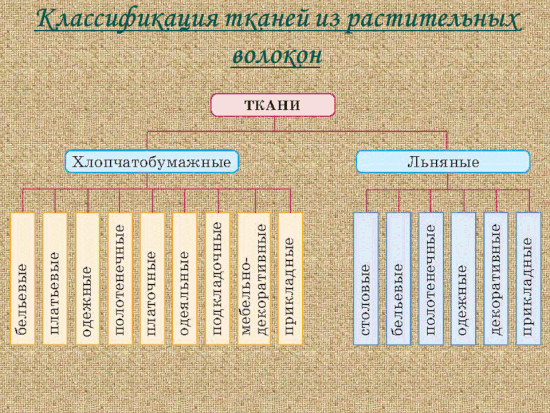 Классификация тканей из растительных
волокон
ТКАНИ
Хлопчатобумажные
Льняные
бельевые
платьевые
одежные
полотенечные
платочные
одеяльные
подкладочные
мебельно-
декоративные
прикладные
столовые
бельевые
полотенечные
одежные
декоративные
прикладные